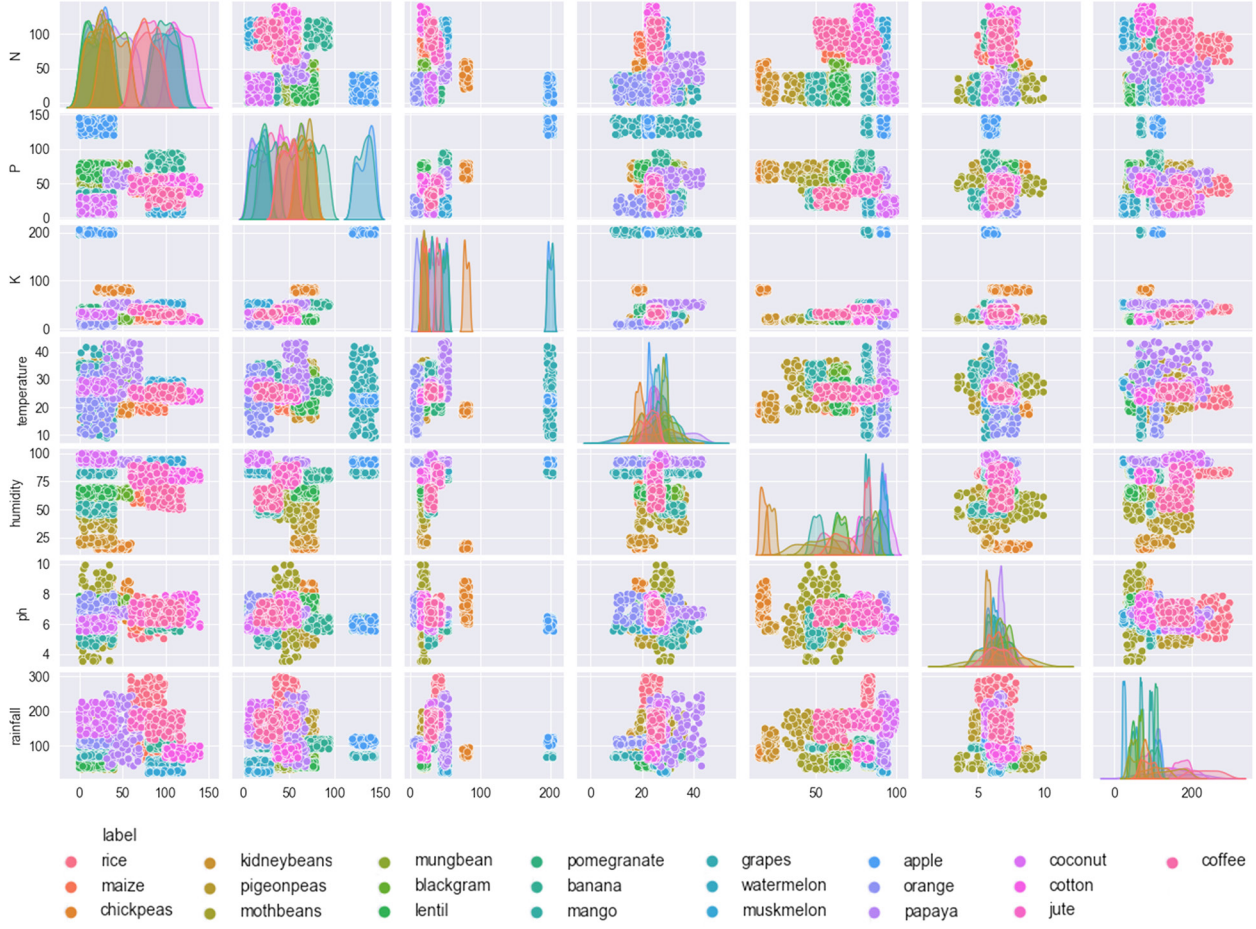 N
100
50
0
P
150
100
50
0
K
200
100
0
temperature
40
30
20
10
humidity
100
75
50
25
ph
10
8
6
4
rainfall
300
200
100
0 50 100 150 0 50 100 150 0 100 200 0 20 40 50 100 5 10 0 200
label
rice kidneybeans mungbean pomegranate grapes apple coconut coffee
maize pigeonpeas blackgram banana watermelon orange cotton
chickpeas mothbeans lentil mango muskmelon papaya jute